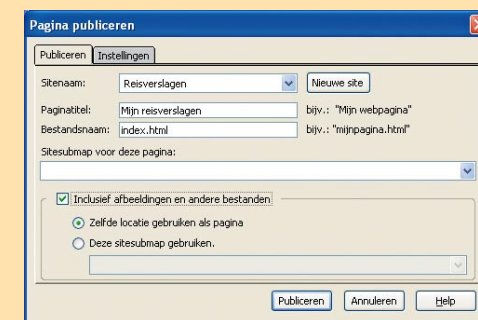 Pagina publiceren
Publiceren Instellingen
Sitenaam: Reisverslagen Nieuwe site
Paginatitel: Mijn reisverslagen bijv.: "Mijn webpagina"
Bestandsnaam: index.html bijv.: "mijnpagina.html"
Sitesubmap voor deze pagina:
Inclusief afbeeldingen en andere bestanden
Zelfde locatie gebruiken als pagina
Deze sitesubmap gebruiken.
Publiceren Annuleren Help